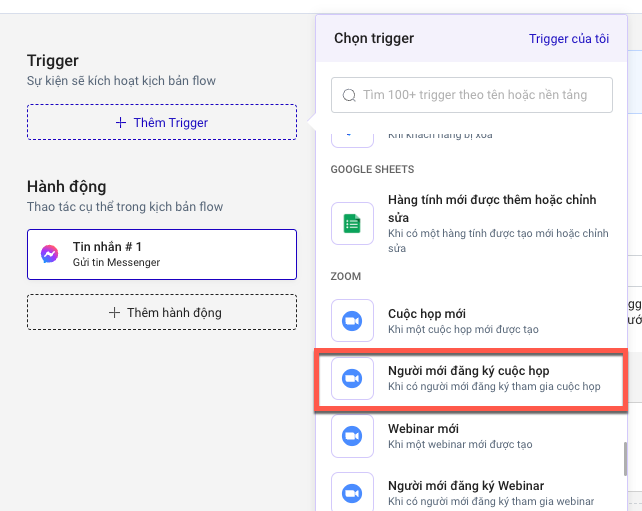 Trigger
Sự kiện sẽ kích hoạt kịch bản flow
+ Thêm Trigger
Hành động
Thao tác cụ thể trong kịch bản flow
Tin nhắn # 1
Gửi tin Messenger
+ Thêm hành động
Chọn trigger
Trigger của tôi
Tìm 100+ trigger theo tên hoặc nền tảng
Khi khách hàng bị xóa
GOOGLE SHEETS
Hàng tính mới được thêm hoặc chỉnh
sửa
Khi có một hàng tính được tạo mới hoặc chỉnh
sửa
ZOOM
Cuộc họp mới
Khi một cuộc họp mới được tạo
Người mới đăng ký cuộc họp
Khi có người mới đăng ký tham gia cuộc họp
Webinar mới
Khi một webinar mới được tạo
Người mới đăng ký Webinar
Khi có người mới đăng ký tham gia webinar